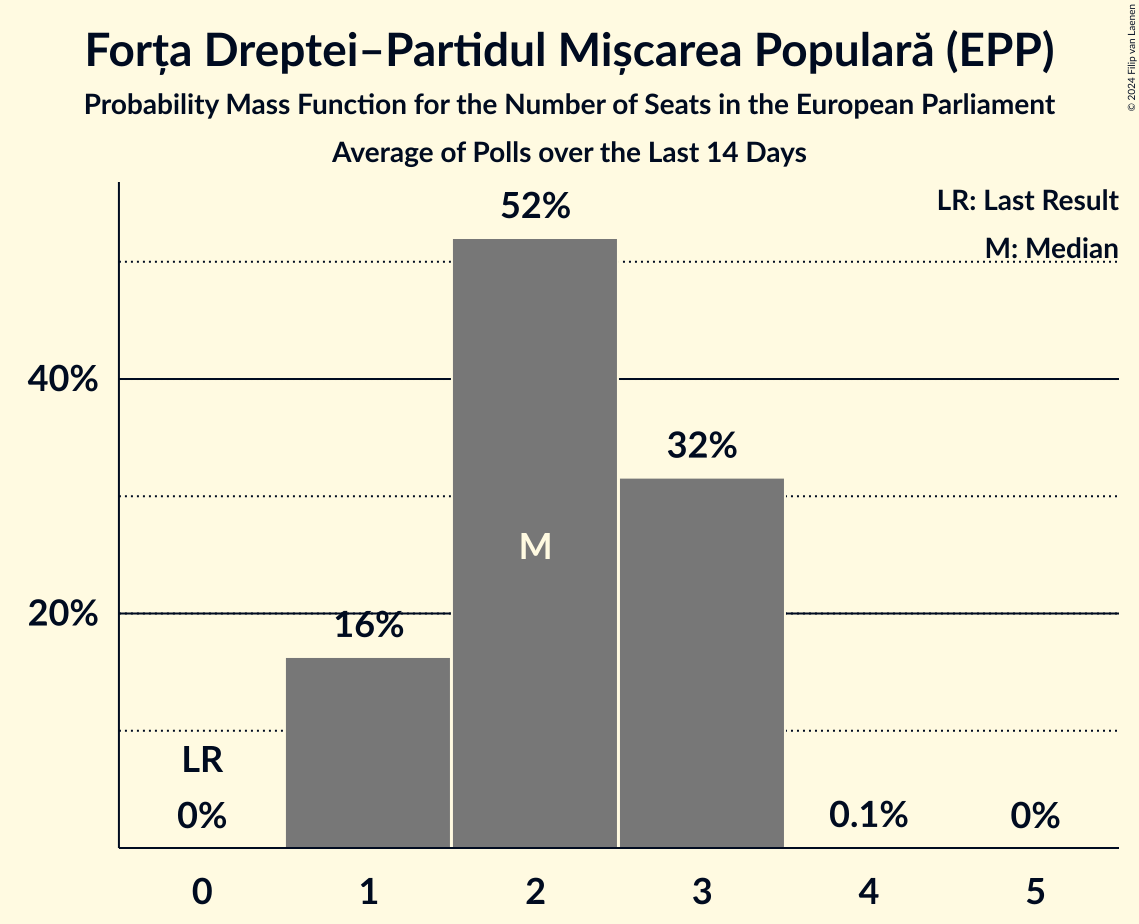 Forța Dreptei–Partidul Mișcarea Populară (EPP)
Probability Mass Function for the Number of Seats in the European Parliament
Average of Polls over the Last 14 Days
© 2024 Filip van Laenen
LR: Last Result
M: Median
52%
40%
32%
M
20%
16%
LR
0%
0.1%
0%
0 1 2 3 4 5